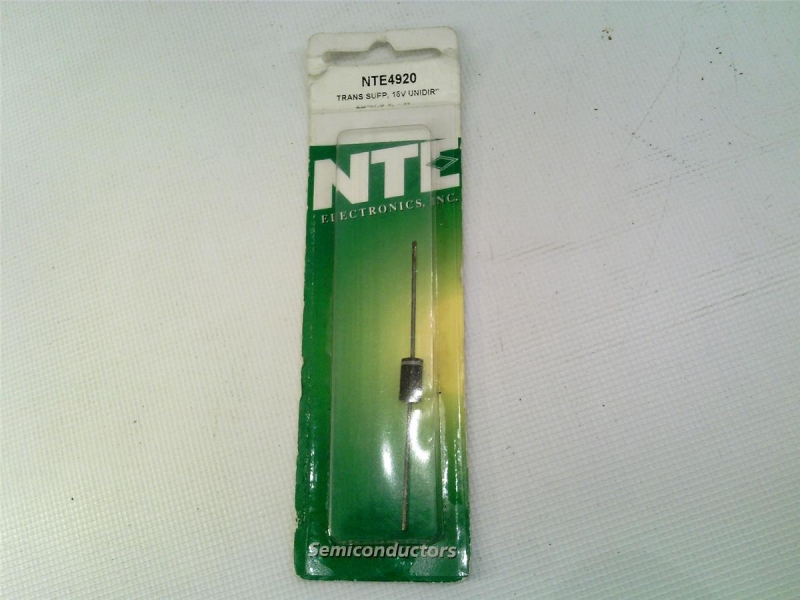 NTE4920
TRANS SUPP, 15V UNIDIR"
NTE
ELECTRONICS, INC.
Semiconductors